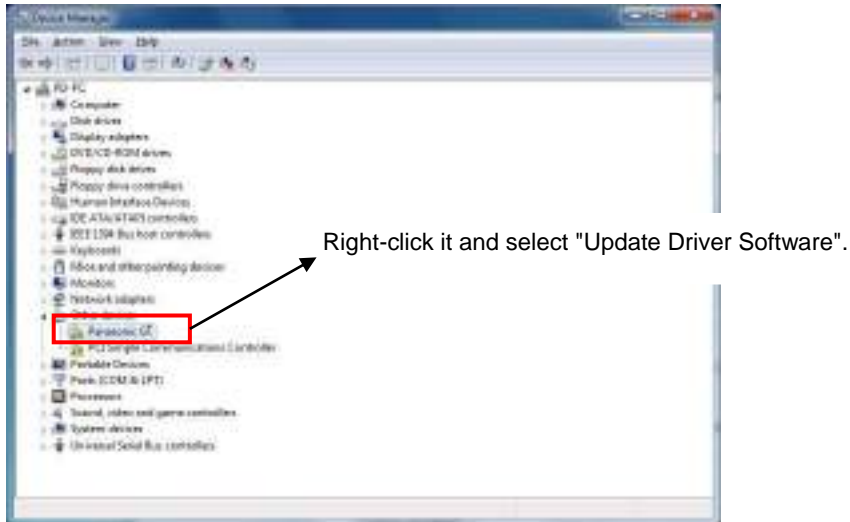 Device Manager
File Action View Help
PD-PC
Computer
Disk drives
Display adapters
DVD/CD-ROM drives
Floppy disk drives
Floppy drive controllers
Human Interface Devices
IDE ATA/ATAPI controllers
IEEE 1394 Bus host controllers
Keyboards
Mice and other pointing devices
Monitors
Network adapters
Other devices
Panasonic GT
PCI Simple Communications Controller
Portable Devices
Ports (COM & LPT)
Processors
Sound, video and game controllers
System devices
Universal Serial Bus controllers
Right-click it and select "Update Driver Software".